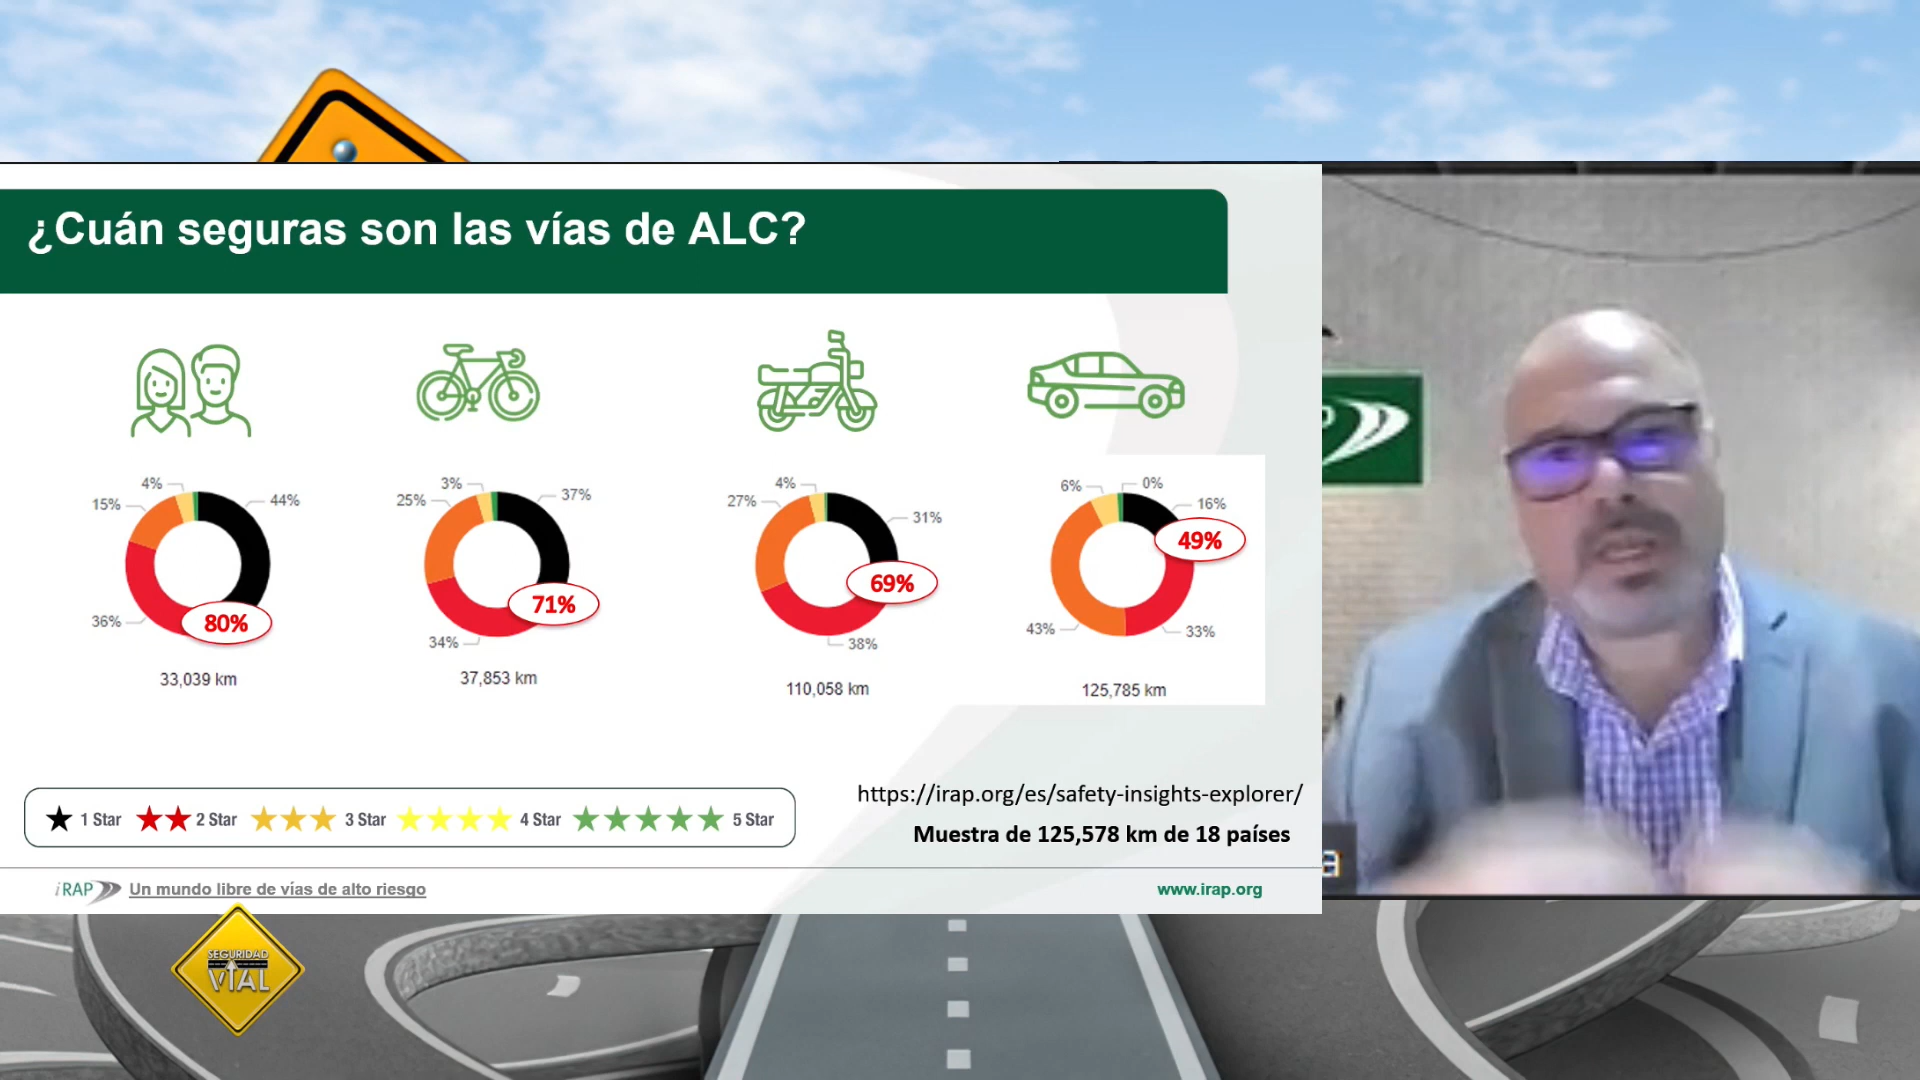 ¿Cuán seguras son las vías de ALC?
4%
15%
44%
36%
80%
33,039 km
3%
25%
37%
34%
71%
37,853 km
4%
27%
31%
69%
38%
110,058 km
6%
0%
16%
49%
43%
33%
125,785 km
1 Star
2 Star
3 Star
4 Star
5 Star
https://irap.org/es/safety-insights-explorer/
Muestra de 125,578 km de 18 países
iRAP
Un mundo libre de vías de alto riesgo
www.irap.org
P
a
SEGURIDAD
VIAL